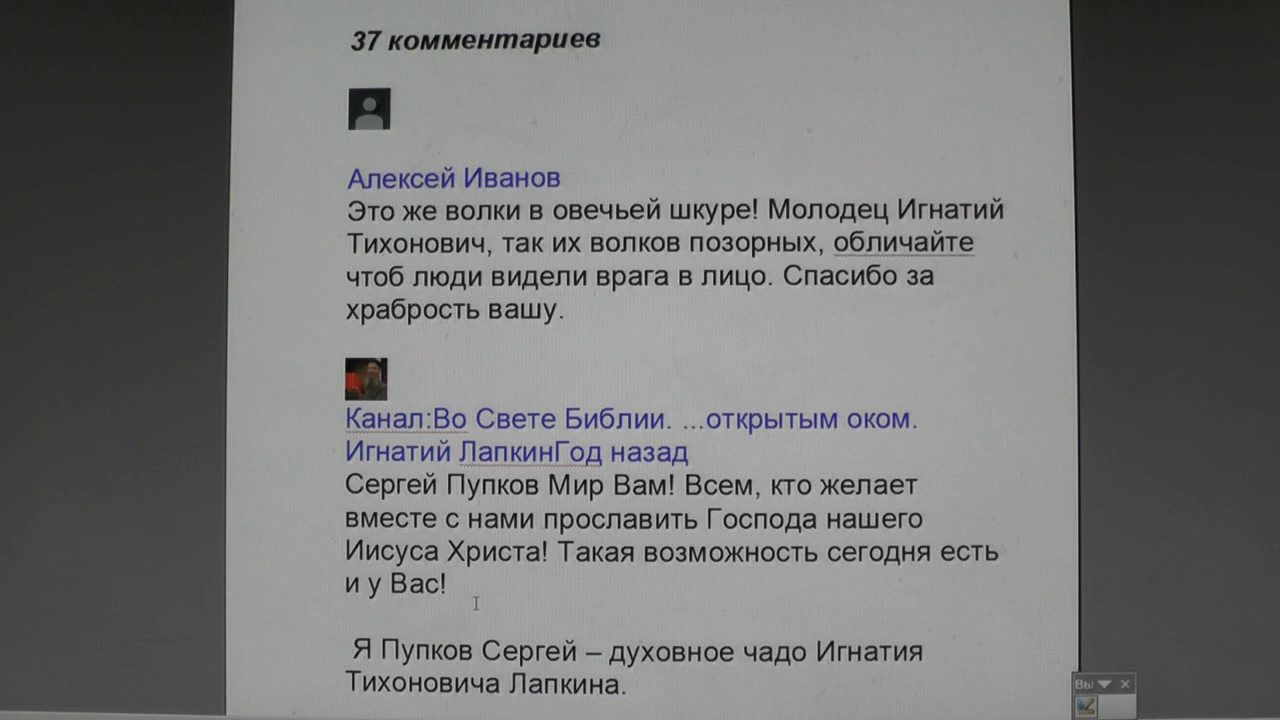 37 комментариев
Алексей Иванов
Это же волки в овечьей шкуре! Молодец Игнатий
Тихонович, так их волков позорных, обличайте
чтоб люди видели врага в лицо. Спасибо за
храбрость вашу.
Канал:Во Свете Библии. ...открытым оком.
Игнатий ЛапкинГод назад
Сергей Пупков Мир Вам! Всем, кто желает
вместе с нами прославить Господа нашего
Иисуса Христа! Такая возможность сегодня есть
и у Вас!
Я Пупков Сергей – духовное чадо Игнатия
Тихоновича Лапкина.
Вы